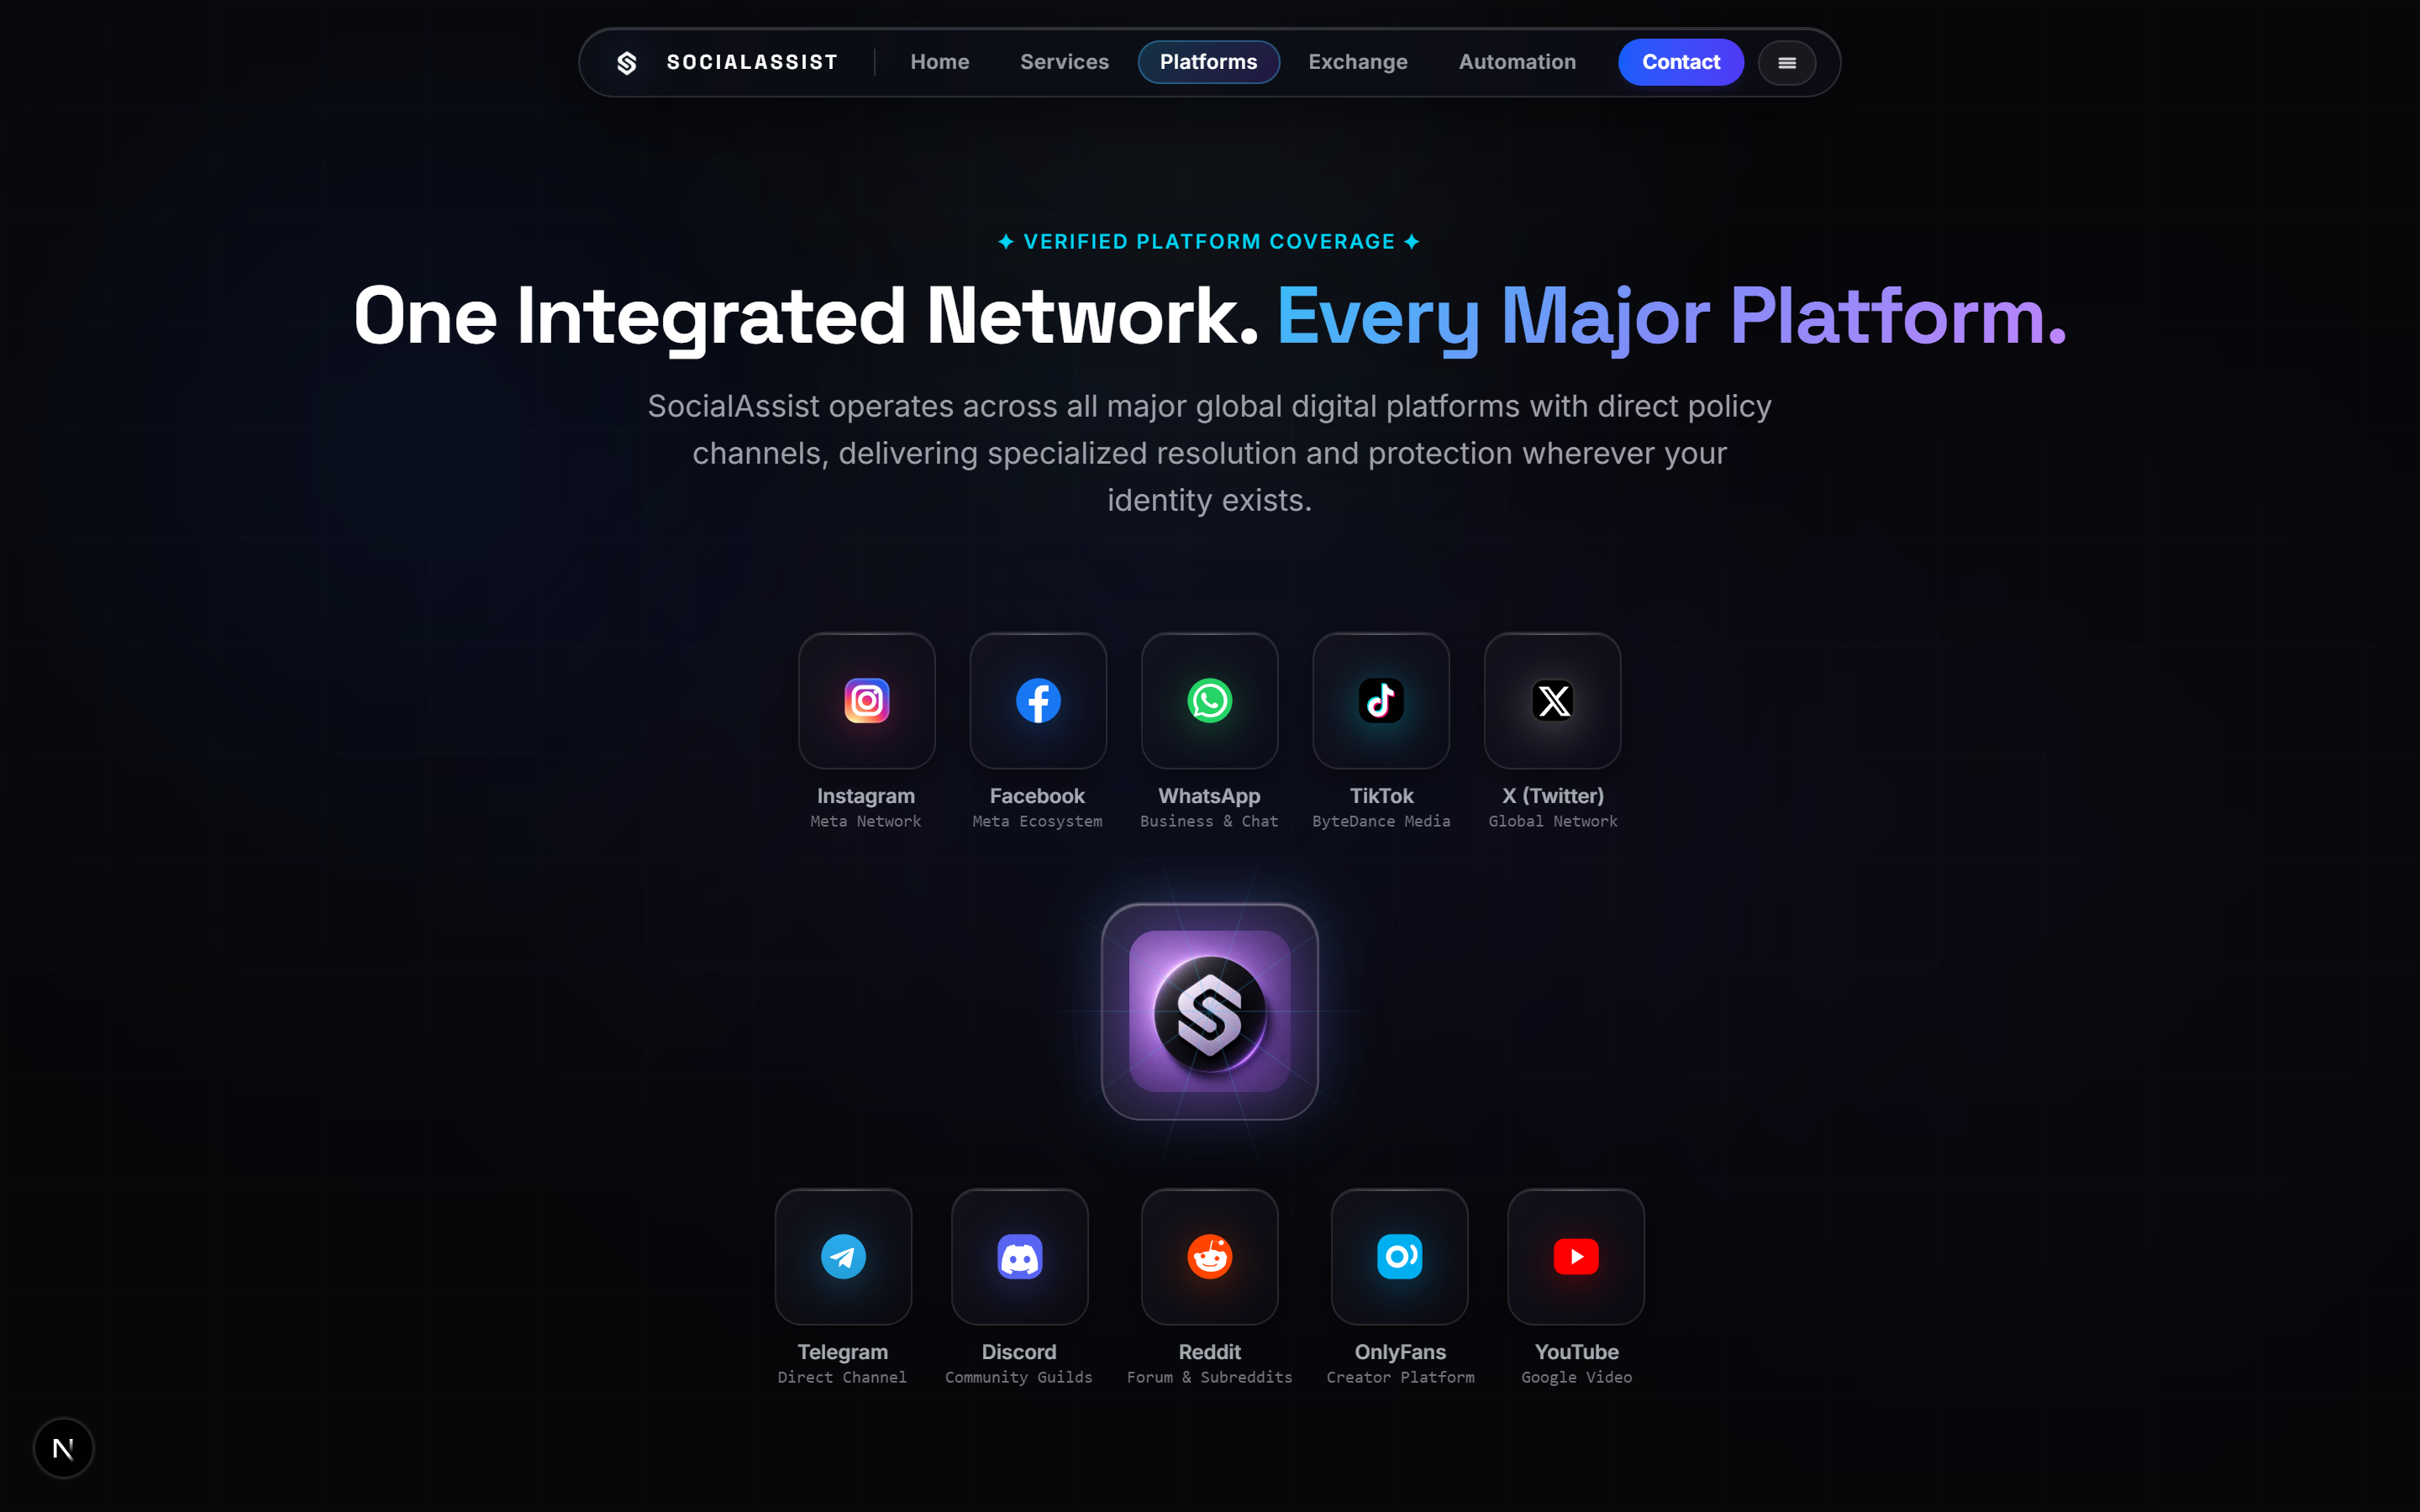 SOCIALASSIST
Home
Services
Platforms
Exchange
Automation
Contact
✦ VERIFIED PLATFORM COVERAGE ✦
One Integrated Network. Every Major Platform.
SocialAssist operates across all major global digital platforms with direct policy
channels, delivering specialized resolution and protection wherever your
identity exists.
Instagram
Meta Network
Facebook
Meta Ecosystem
WhatsApp
Business & Chat
TikTok
ByteDance Media
X (Twitter)
Global Network
Telegram
Direct Channel
Discord
Community Guilds
Reddit
Forum & Subreddits
OnlyFans
Creator Platform
YouTube
Google Video
N